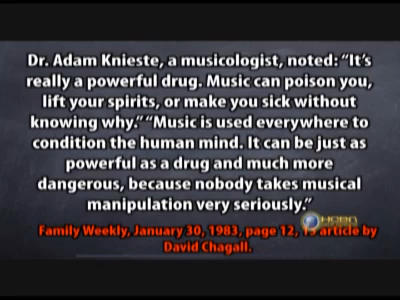 Dr. Adam Knieste, a musicologist, noted: “It’s
really a powerful drug. Music can poison you,
lift your spirits, or make you sick without
knowing why.” “Music is used everywhere to
condition the human mind. It can be just as
powerful as a drug and much more
dangerous, because nobody takes musical
manipulation very seriously.”
Family Weekly, January 30, 1983, page 12, 15 article by
David Chagall.